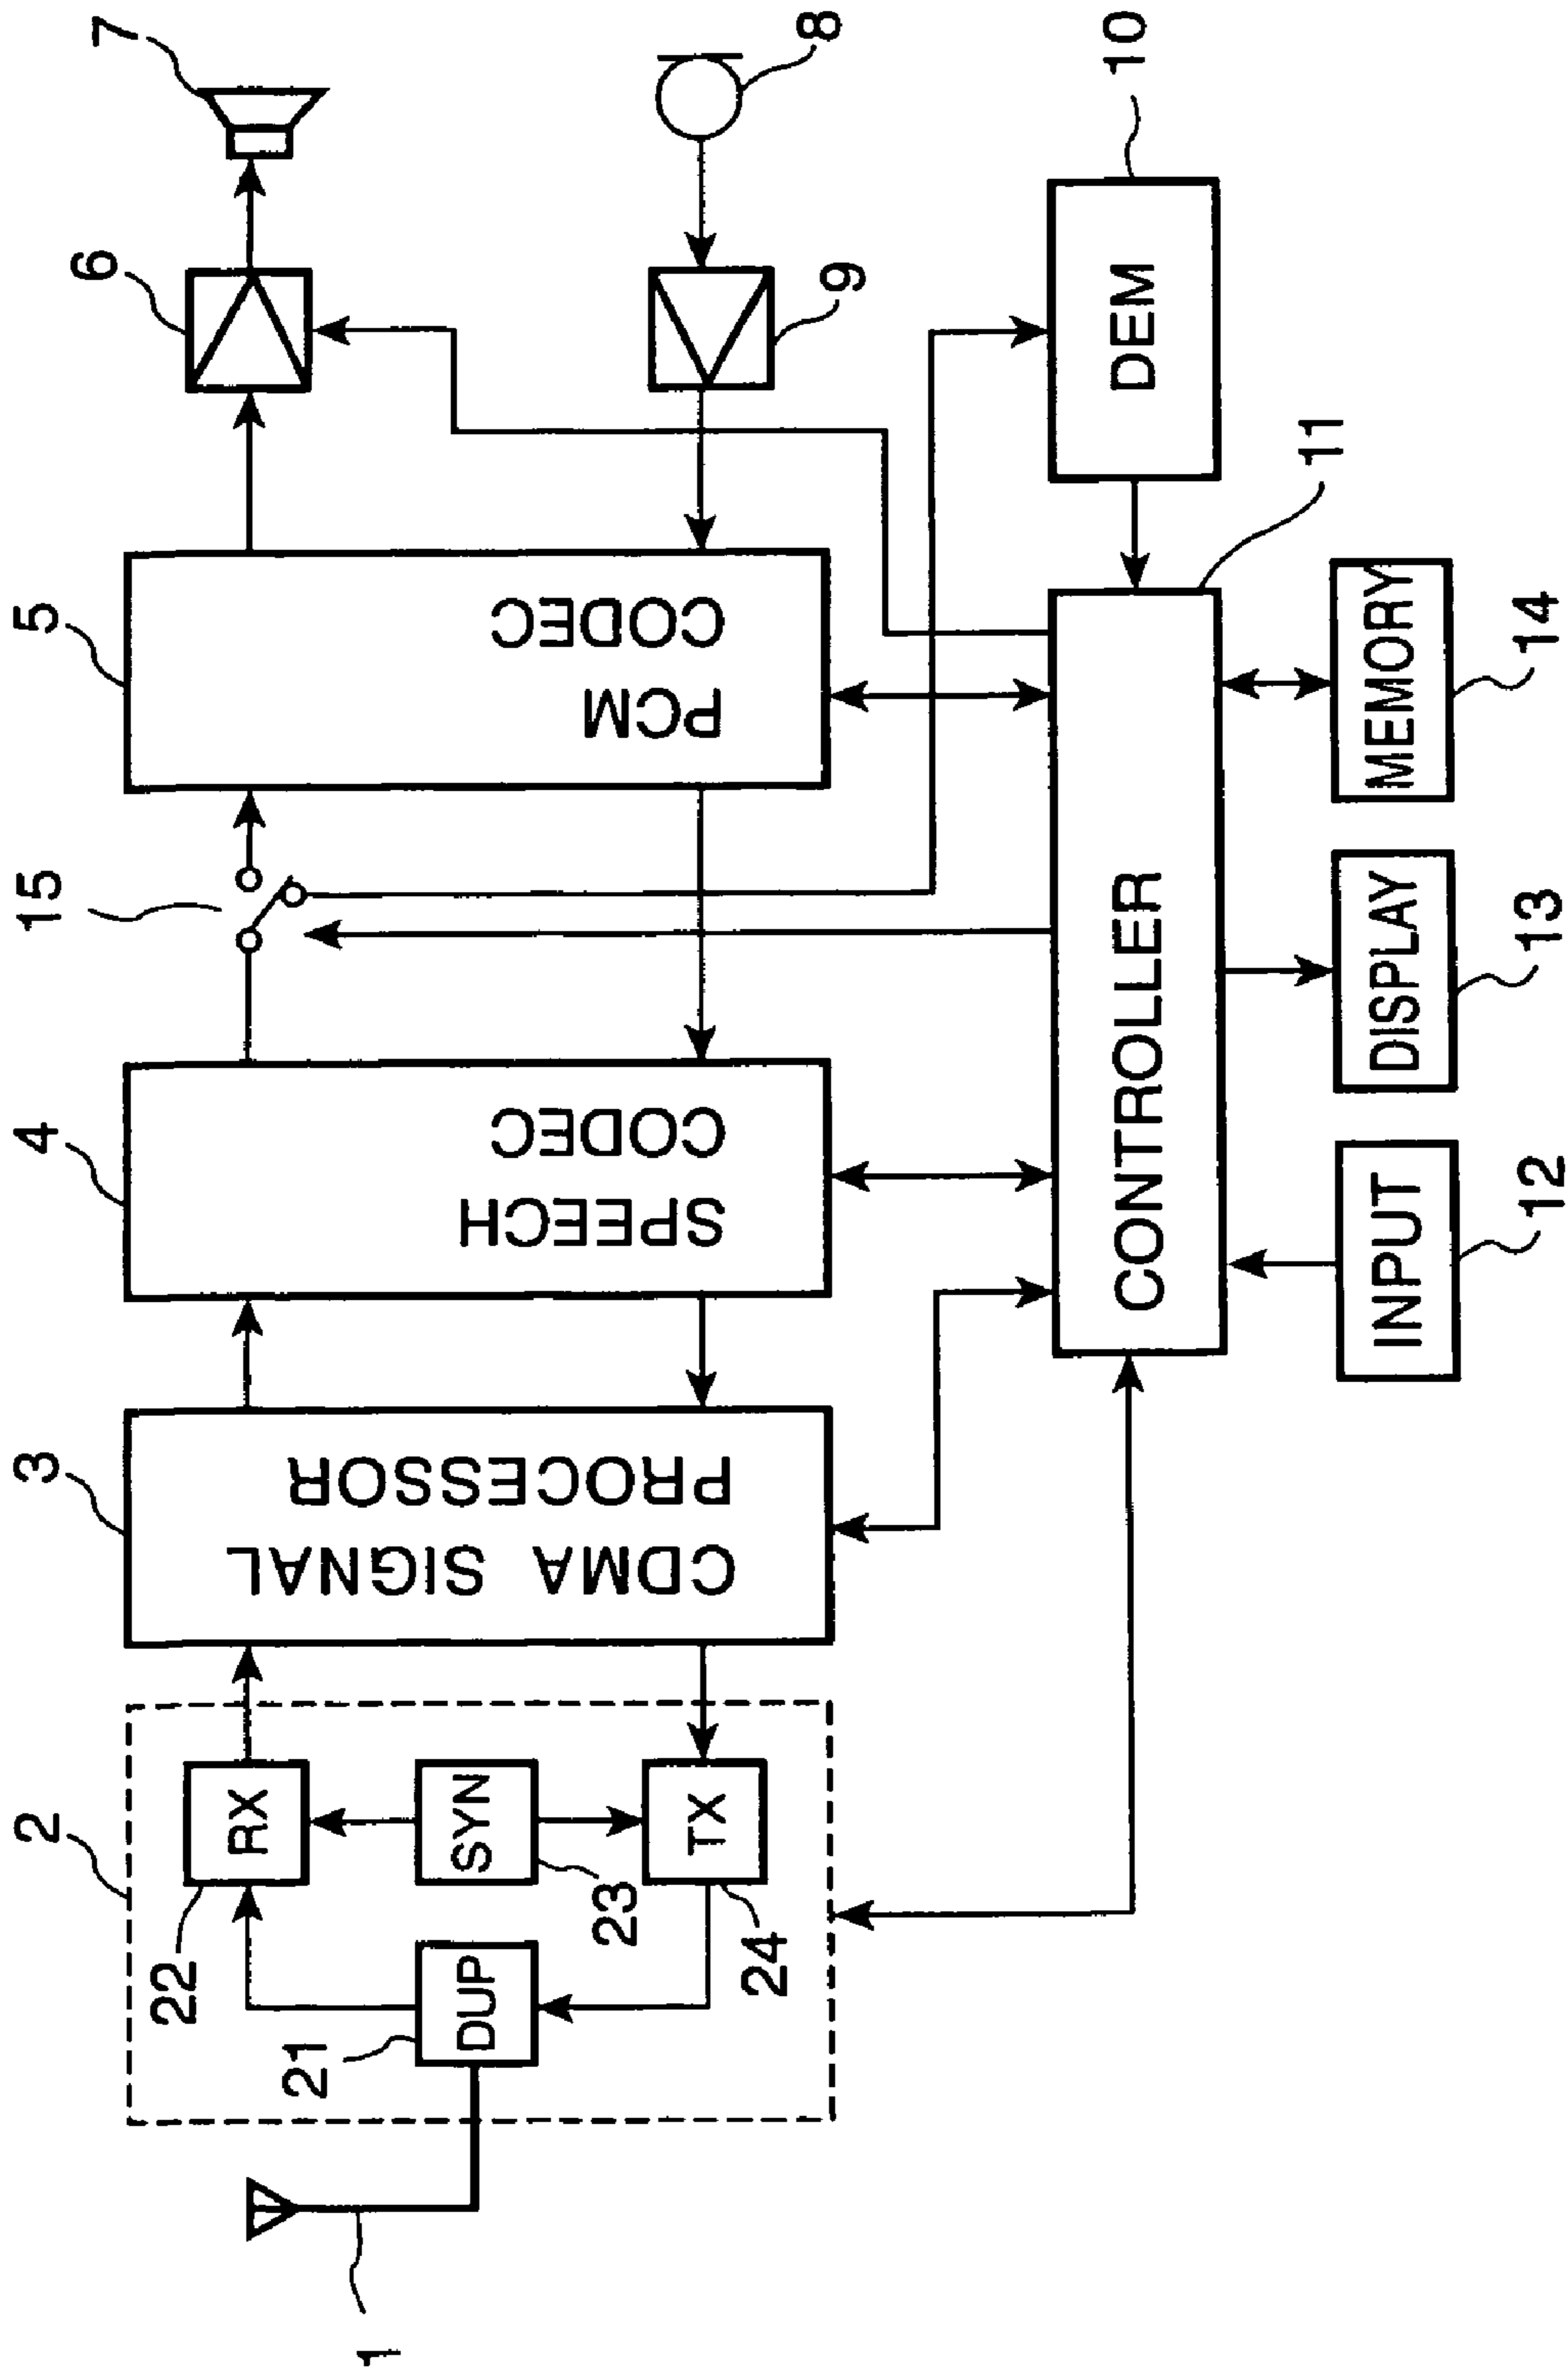 1
2
21
DUP
22
RX
SYN
23
TX
24
3
CDMA SIGNAL
PROCESSOR
4
SPEECH
CODEC
15
5
PCM
CODEC
6
7
8
9
10
DEM
11
CONTROLLER
INPUT
12
DISPLAY
13
MEMORY
14